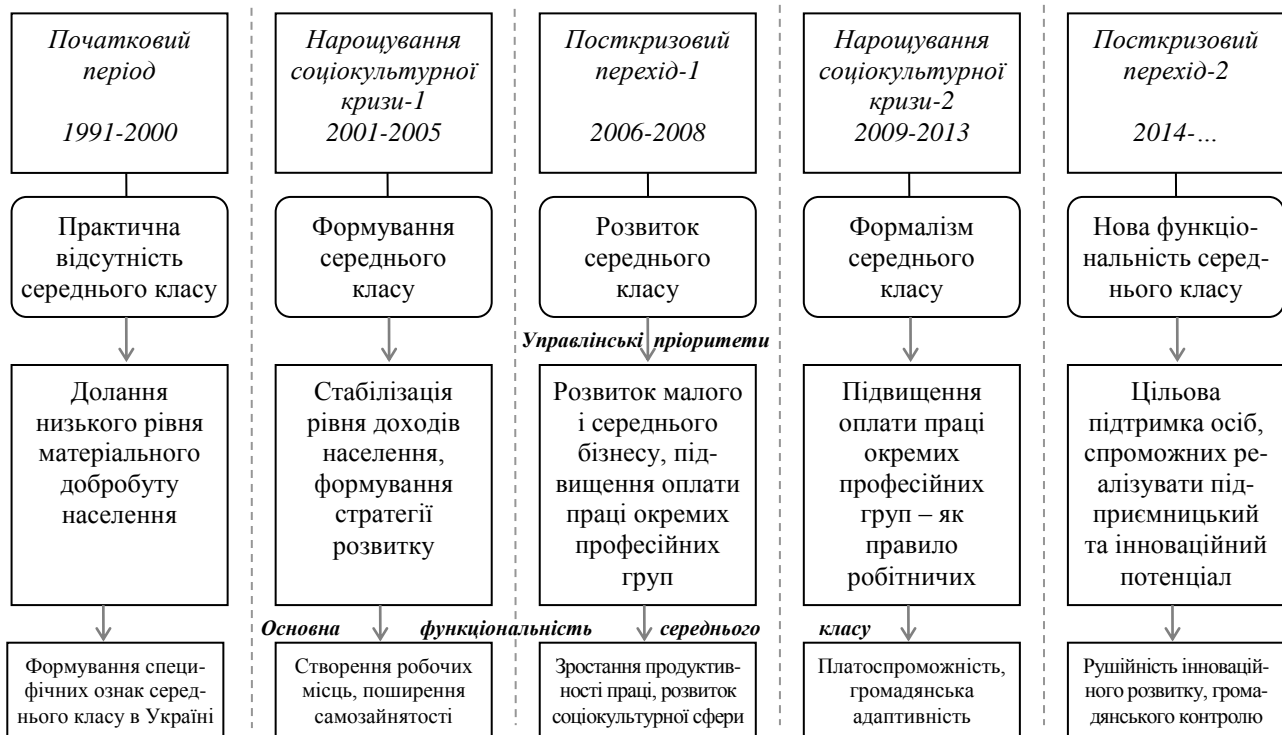 Початковий
період
1991-2000
Нарощування
соціокультурної
кризи-1
2001-2005
Посткризовий
перехід-1
2006-2008
Нарощування
соціокультурної
кризи-2
2009-2013
Посткризовий
перехід-2
2014-...
Практична
відсутність
середнього класу
Формування
середнього
класу
Розвиток
середнього
класу
Формалізм
середнього
класу
Нова функціо-
нальність серед-
нього класу
Управлінські пріоритети
Долання
низького рівня
матеріального
добробуту
населення
Стабілізація
рівня доходів
населення,
формування
стратегії
розвитку
Розвиток малого
і середнього
бізнесу, під-
вищення оплати
праці окремих
професійних
груп
Підвищення
оплати праці
окремих
професійних
груп – як
правило
робітничих
Цільова
підтримка осіб,
спроможних ре-
алізувати під-
приємницький
та інноваційний
потенціал
Основна функціональність середнього класу
Формування специ-
фічних ознак серед-
нього класу в Україні
Створення робочих
місць, поширення
самозайнятості
Зростання продуктив-
ності праці, розвиток
соціокультурної сфери
Платоспроможність,
громадянська
адаптивність
Рушійність інновацій-
ного розвитку, грома-
дянського контролю